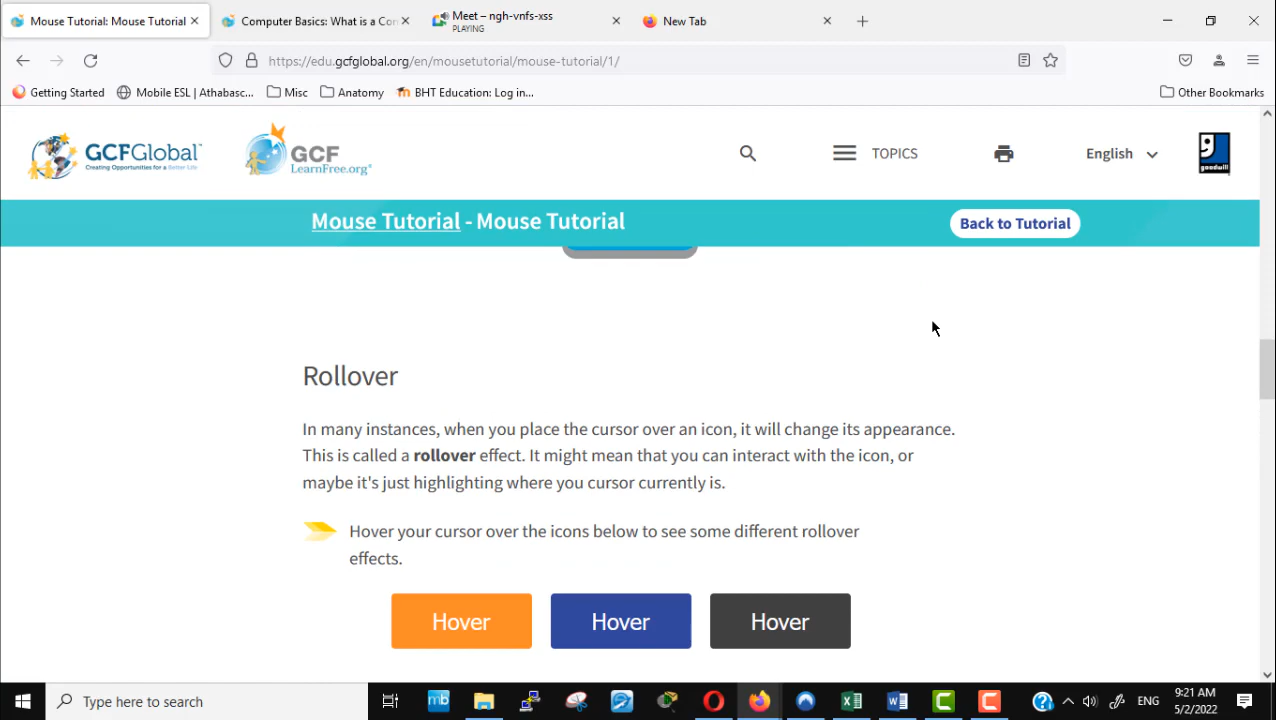 Mouse Tutorial: Mouse Tutorial
Computer Basics: What is a Con
Meet – ngh-vnfs-xss
PLAYING
New Tab
https://edu.gcfglobal.org/en/mousetutorial/mouse-tutorial/1/
Getting Started
Mobile ESL | Athabasc...
Misc
Anatomy
BHT Education: Log in...
Other Bookmarks
GCFGlobal
Creating Opportunities for a Better Life
GCF
LearnFree.org
TOPICS
English
goodwill
Mouse Tutorial - Mouse Tutorial
Back to Tutorial
Rollover
In many instances, when you place the cursor over an icon, it will change its appearance.
This is called a rollover effect. It might mean that you can interact with the icon, or
maybe it's just highlighting where you cursor currently is.
Hover your cursor over the icons below to see some different rollover
effects.
Hover Hover Hover
Type here to search
mb
ENG
9:21 AM
5/2/2022